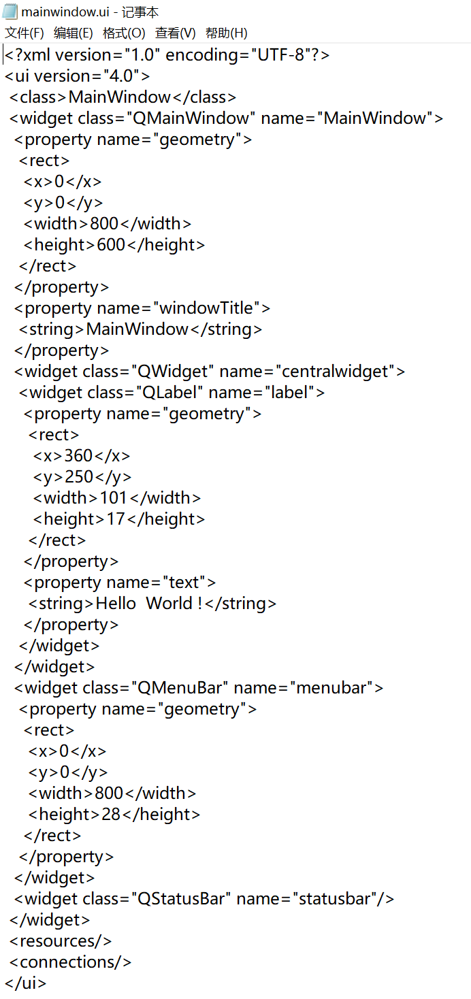 mainwindow.ui - 记事本
文件(F) 编辑(E) 格式(O) 查看(V) 帮助(H)
<?xml version="1.0" encoding="UTF-8"?>
<ui version="4.0">
 <class>MainWindow</class>
 <widget class="QMainWindow" name="MainWindow">
  <property name="geometry">
   <rect>
    <x>0</x>
    <y>0</y>
    <width>800</width>
    <height>600</height>
   </rect>
  </property>
  <property name="windowTitle">
   <string>MainWindow</string>
  </property>
  <widget class="QWidget" name="centralwidget">
   <widget class="QLabel" name="label">
    <property name="geometry">
     <rect>
      <x>360</x>
      <y>250</y>
      <width>101</width>
      <height>17</height>
     </rect>
    </property>
    <property name="text">
     <string>Hello  World !</string>
    </property>
   </widget>
  </widget>
  <widget class="QMenuBar" name="menubar">
   <property name="geometry">
    <rect>
     <x>0</x>
     <y>0</y>
     <width>800</width>
     <height>28</height>
    </rect>
   </property>
  </widget>
  <widget class="QStatusBar" name="statusbar"/>
 </widget>
 <resources/>
 <connections/>
</ui>